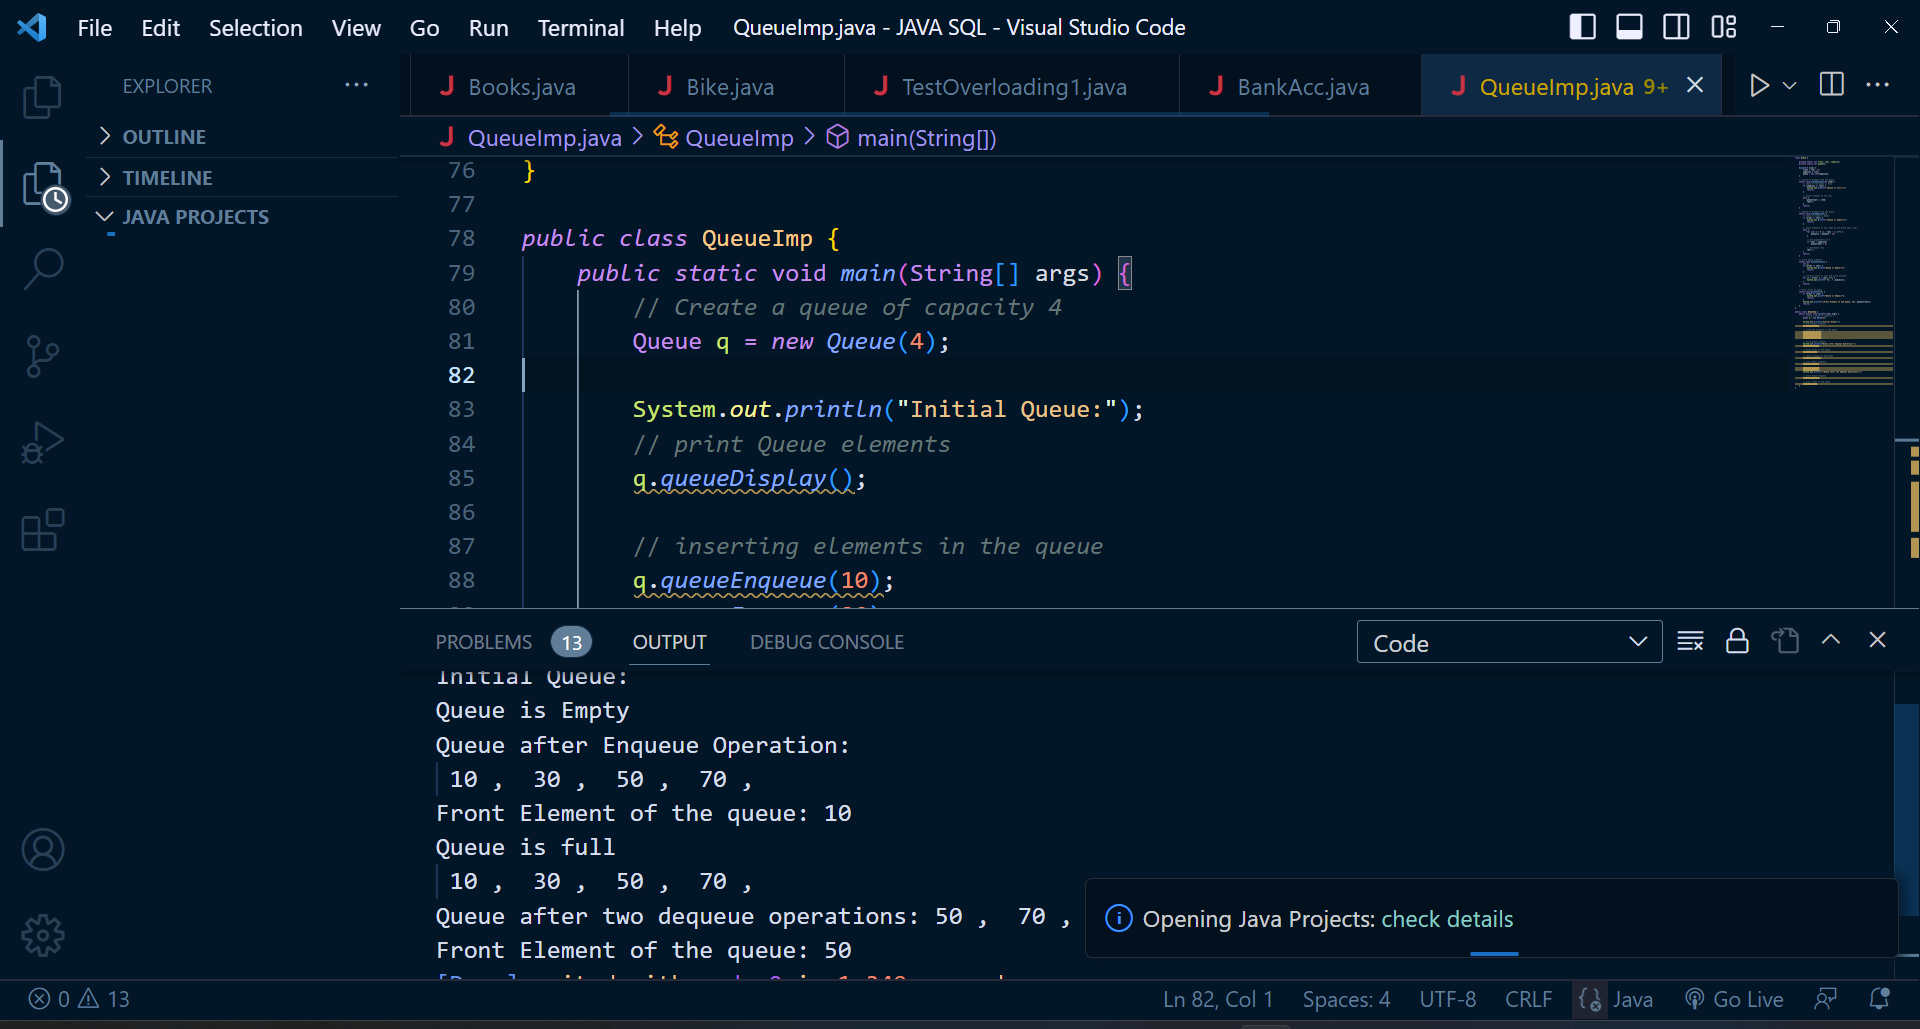 File Edit Selection View Go Run Terminal Help QueueImp.java - JAVA SQL - Visual Studio Code
EXPLORER
OUTLINE
TIMELINE
JAVA PROJECTS
J Books.java J Bike.java J TestOverloading1.java J BankAcc.java J QueueImp.java 9+
J QueueImp.java > QueueImp > main(String[])
76 }
77
78 public class QueueImp {
79 public static void main(String[] args) {
80 // Create a queue of capacity 4
81 Queue q = new Queue(4);
82
83 System.out.println("Initial Queue:");
84 // print Queue elements
85 q.queueDisplay();
86
87 // inserting elements in the queue
88 q.queueEnqueue(10);
PROBLEMS 13 OUTPUT DEBUG CONSOLE Code
Initial Queue:
Queue is Empty
Queue after Enqueue Operation:
10 , 30 , 50 , 70 ,
Front Element of the queue: 10
Queue is full
10 , 30 , 50 , 70 ,
Queue after two dequeue operations: 50 , 70 ,
Front Element of the queue: 50
Opening Java Projects: check details
0 13 Ln 82, Col 1 Spaces: 4 UTF-8 CRLF Java Go Live